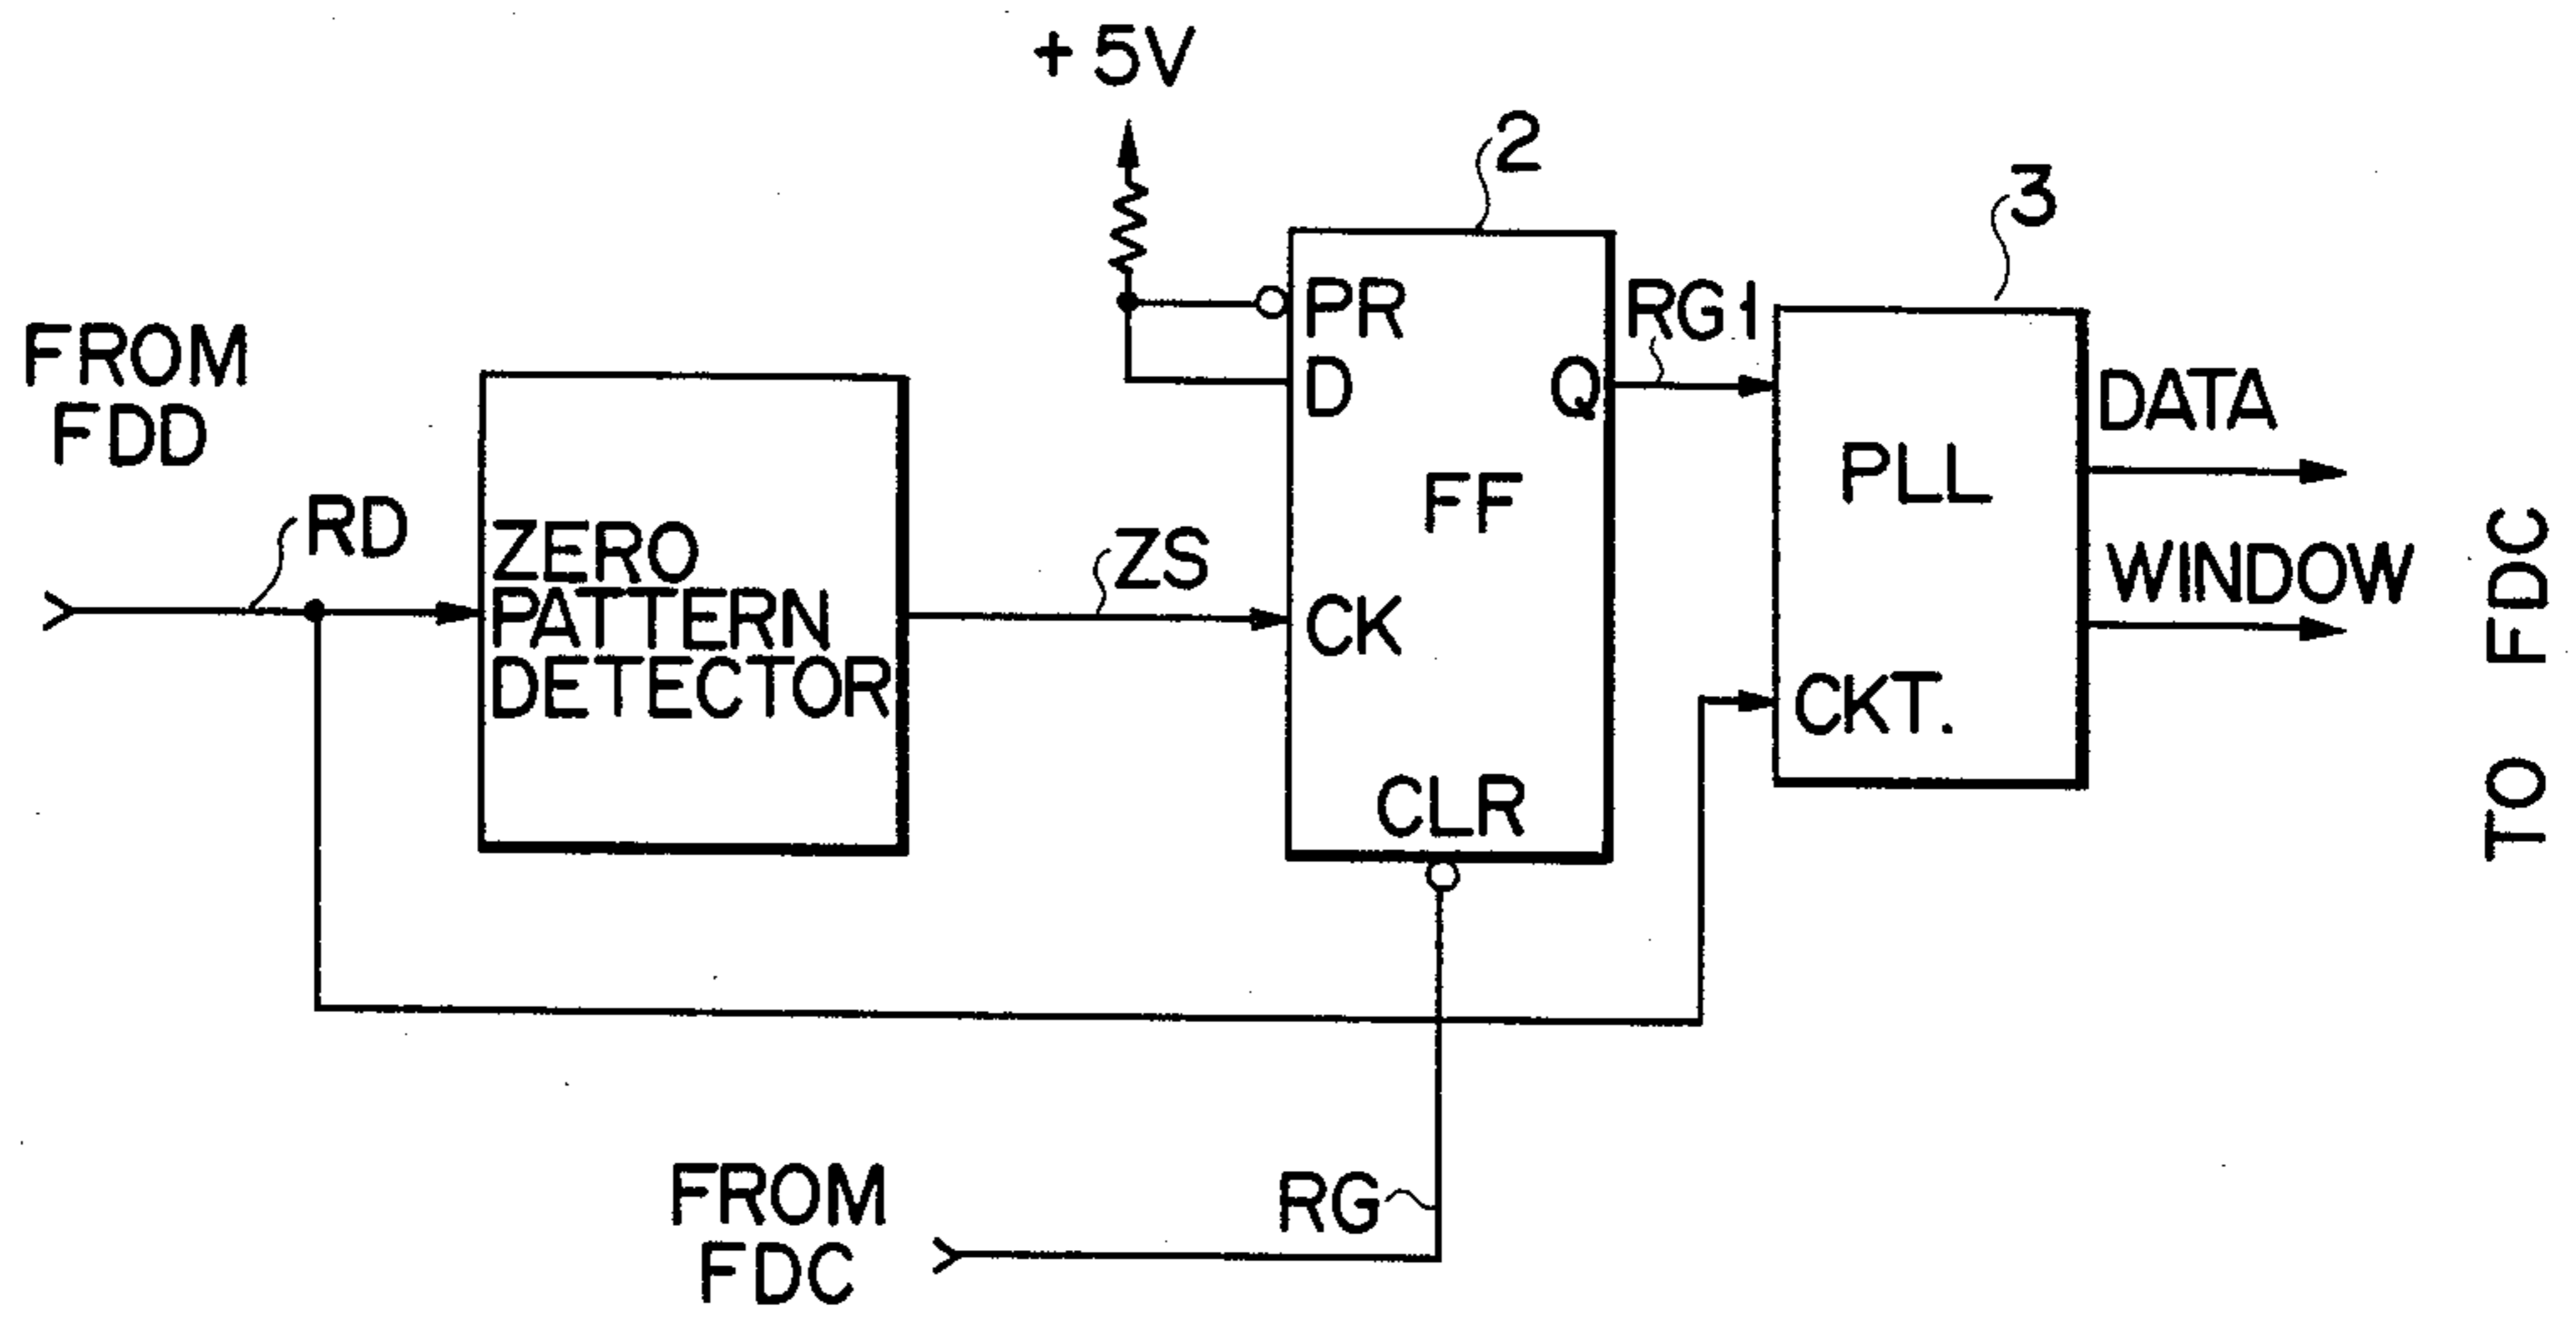 + 5V
2
3
FROM
FDD
RD
ZERO
PATTERN
DETECTOR
ZS
PR
D
Q
FF
CK
CLR
RG1
PLL
CKT.
DATA
WINDOW
TO FDC
FROM
FDC
RG